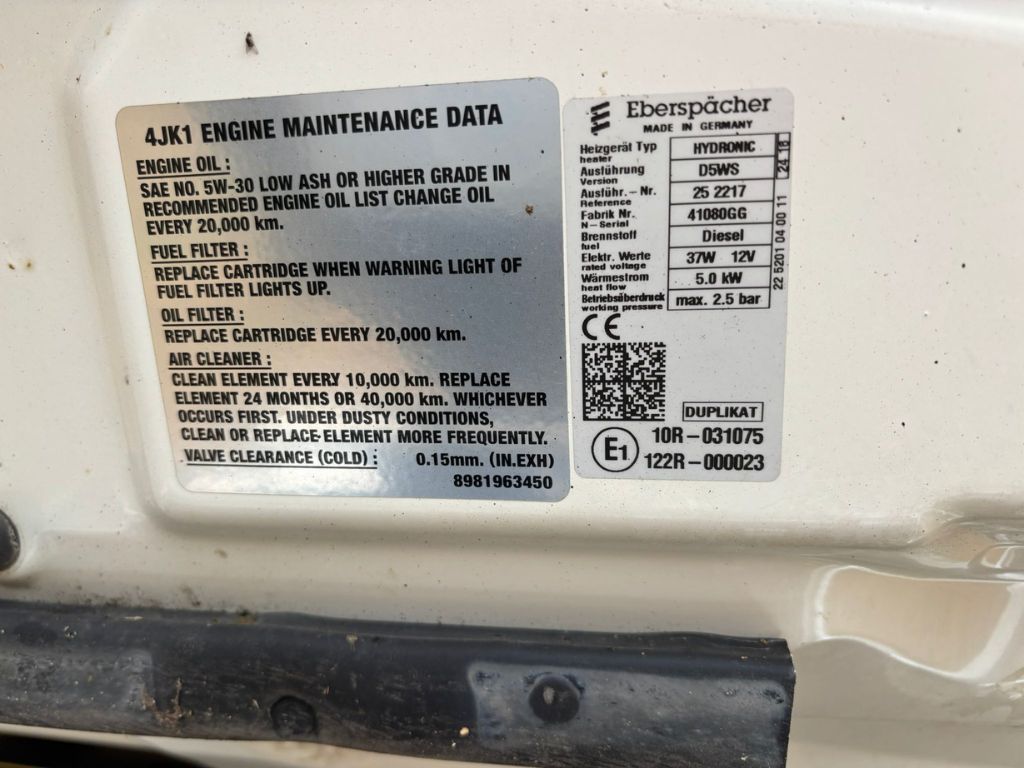 4JK1 ENGINE MAINTENANCE DATA
ENGINE OIL :
SAE NO. 5W-30 LOW ASH OR HIGHER GRADE IN
RECOMMENDED ENGINE OIL LIST CHANGE OIL
EVERY 20,000 km.
FUEL FILTER :
REPLACE CARTRIDGE WHEN WARNING LIGHT OF
FUEL FILTER LIGHTS UP.
OIL FILTER :
REPLACE CARTRIDGE EVERY 20,000 km.
AIR CLEANER :
CLEAN ELEMENT EVERY 10,000 km. REPLACE
ELEMENT 24 MONTHS OR 40,000 km. WHICHEVER
OCCURS FIRST. UNDER DUSTY CONDITIONS,
CLEAN OR REPLACE ELEMENT MORE FREQUENTLY.
VALVE CLEARANCE (COLD) : 0.15mm. (IN.EXH)
8981963450
Eberspächer
MADE IN GERMANY
Heizgerät Typ HYDRONIC
heater
Ausführung D5WS
Version
Ausführ. - Nr. 25 2217
Reference
Fabrik Nr. 41080GG
N-Serial
Brennstoff Diesel
fuel
Elektr. Werte 37W 12V
rated voltage
Wärmestrom 5.0 kW
heat flow
Betriebsüberdruck max. 2.5 bar
working pressure
24 18
22 5201 04 00 11
CE
DUPLIKAT
E1
10R-031075
122R-000023